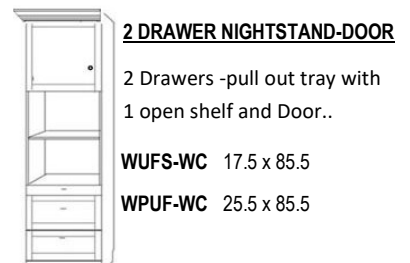 2 DRAWER NIGHTSTAND-DOOR
2 Drawers -pull out tray with
1 open shelf and Door..
WUFS-WC 17.5 x 85.5
WPUF-WC 25.5 x 85.5